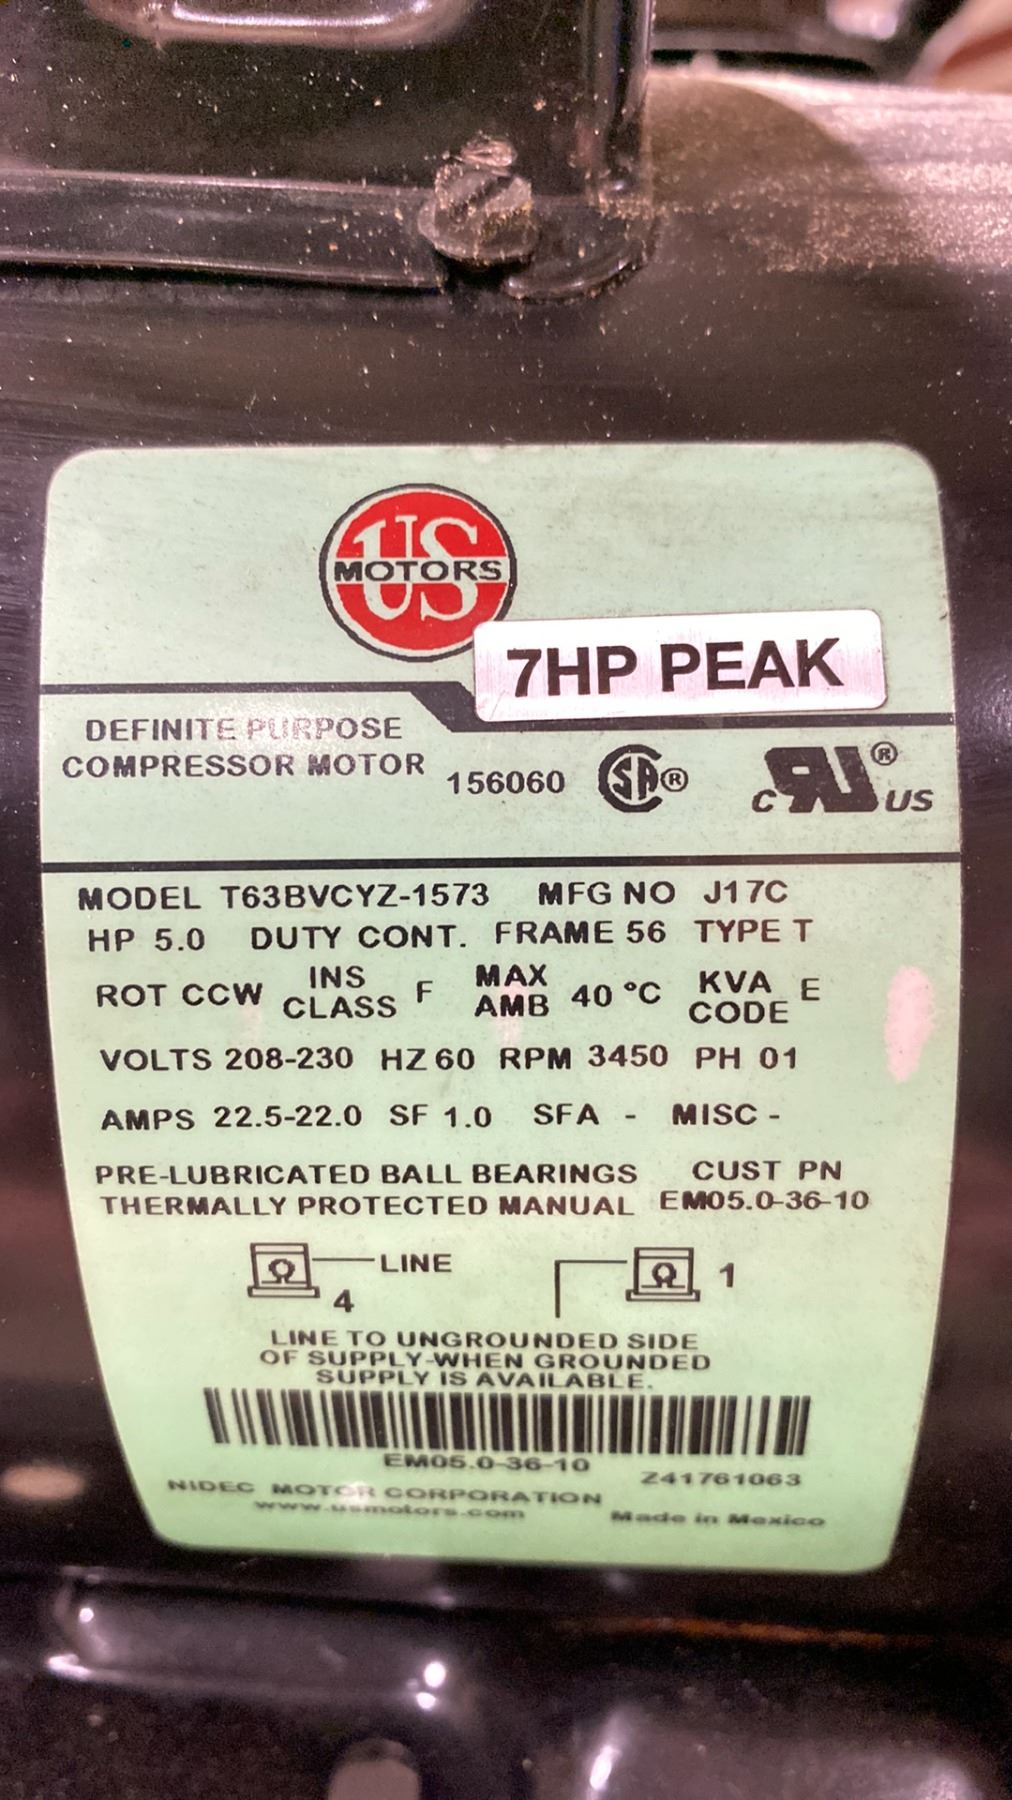 US
MOTORS
7HP PEAK
DEFINITE PURPOSE
COMPRESSOR MOTOR 156060 SA® c RU® US
MODEL T63BVCYZ-1573 MFG NO J17C
HP 5.0 DUTY CONT. FRAME 56 TYPE T
ROT CCW INS CLASS F MAX AMB 40 °C KVA CODE E
VOLTS 208-230 HZ 60 RPM 3450 PH 01
AMPS 22.5-22.0 SF 1.0 SFA - MISC -
PRE-LUBRICATED BALL BEARINGS CUST PN
THERMALLY PROTECTED MANUAL EM05.0-36-10
LINE 1
4
LINE TO UNGROUNDED SIDE
OF SUPPLY-WHEN GROUNDED
SUPPLY IS AVAILABLE.
EM05.0-36-10
Z41761063
NIDEC MOTOR CORPORATION
www.usmotors.com Made in Mexico